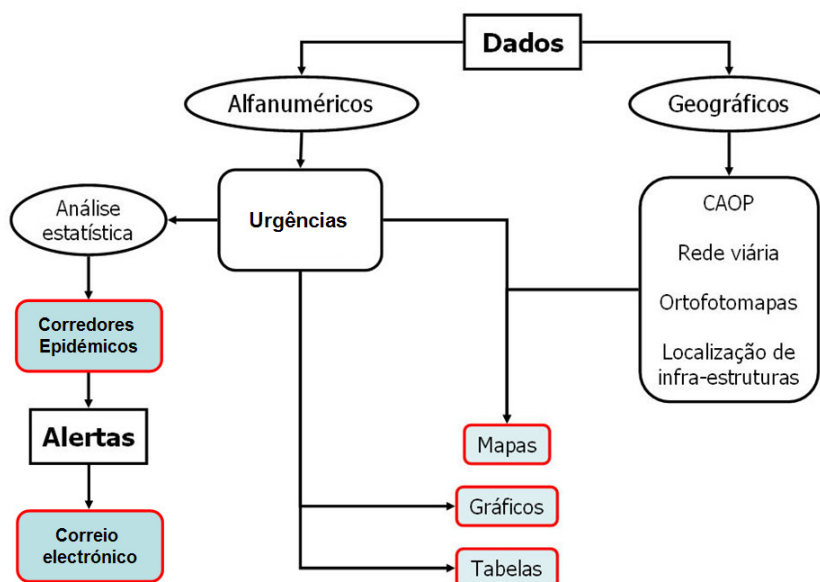 Dados
Alfanuméricos
Geográficos
Análise
estatística
Urgências
CAOP
Rede viária
Ortofotomapas
Localização de
infra-estruturas
Corredores
Epidémicos
Alertas
Mapas
Gráficos
Correio
electrónico
Tabelas